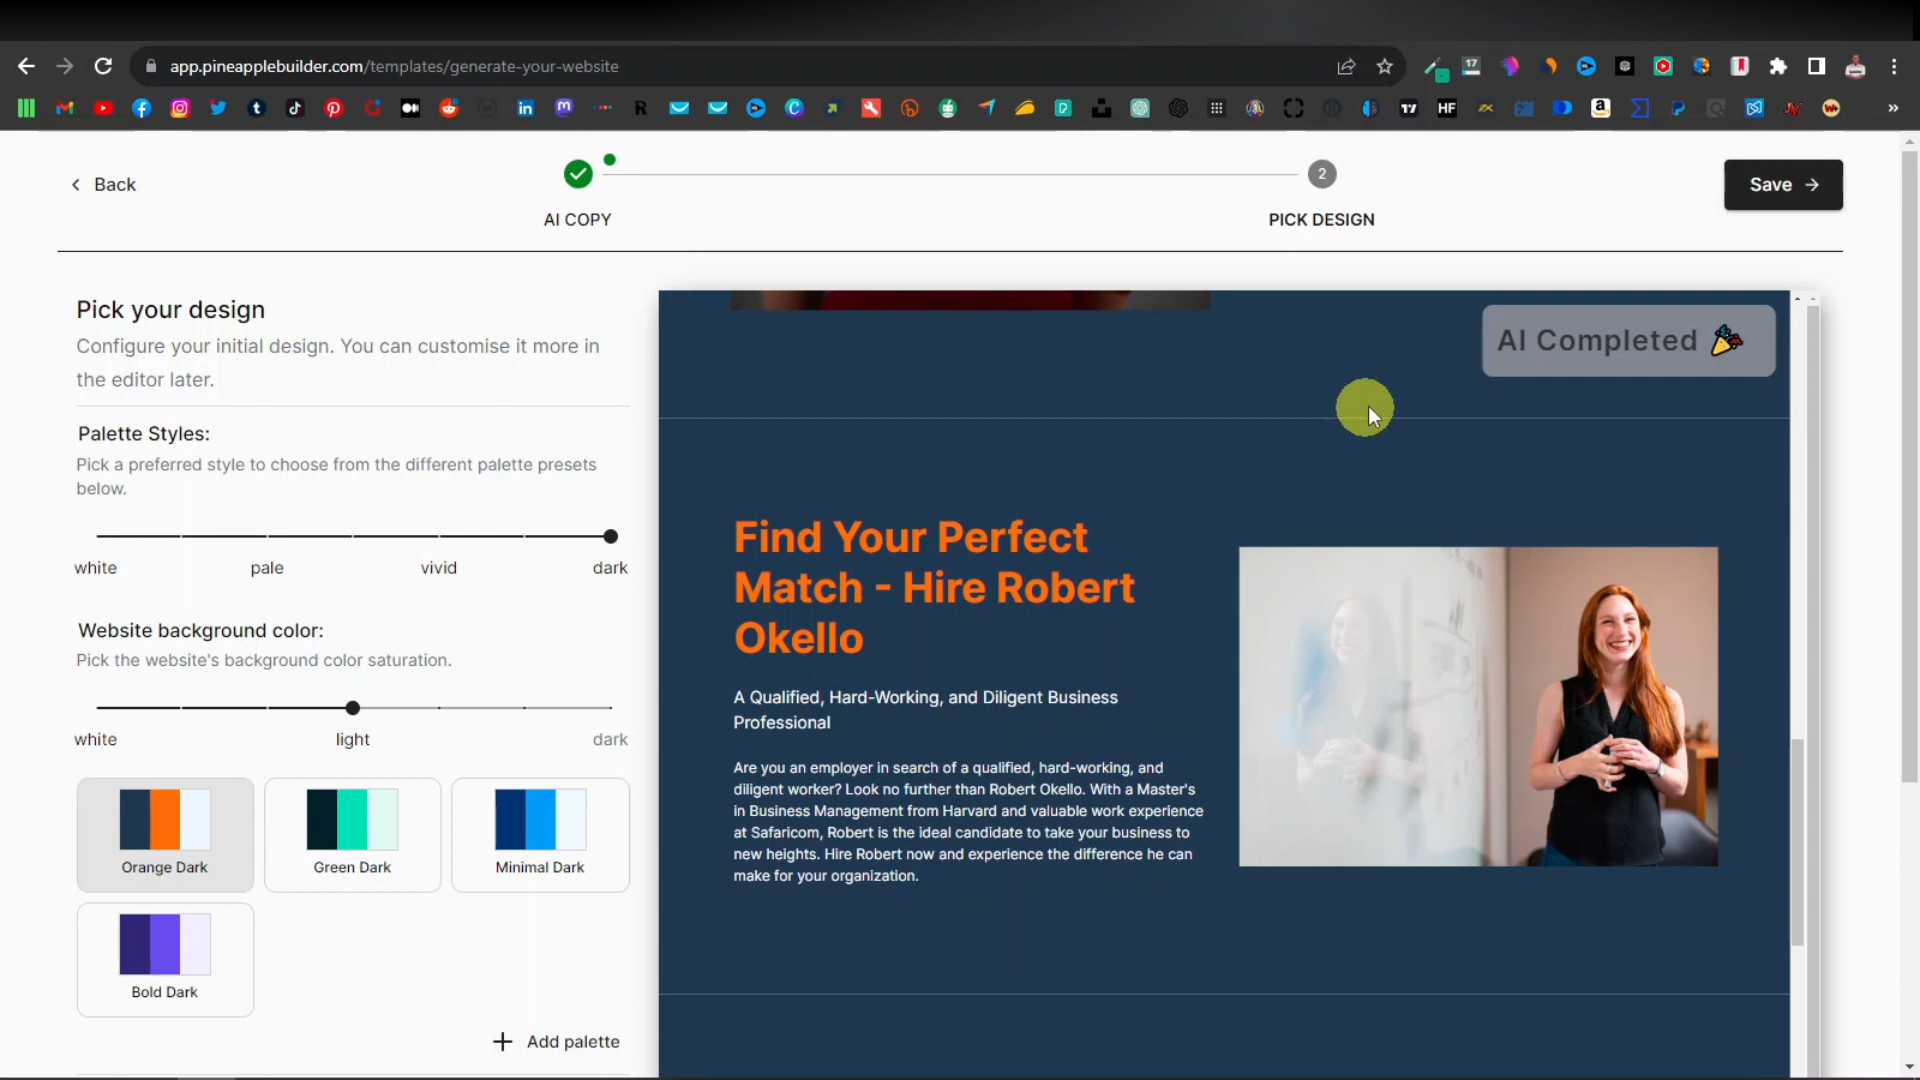 app.pineapplebuilder.com/templates/generate-your-website
17
HF
Back
2
Save
AI COPY
PICK DESIGN
Pick your design
Configure your initial design. You can customise it more in
the editor later.
AI Completed
Palette Styles:
Pick a preferred style to choose from the different palette presets
below.
white
pale
vivid
dark
Website background color:
Pick the website's background color saturation.
white
light
dark
Orange Dark
Green Dark
Minimal Dark
Bold Dark
Add palette
Find Your Perfect
Match - Hire Robert
Okello
A Qualified, Hard-Working, and Diligent Business
Professional
Are you an employer in search of a qualified, hard-working, and
diligent worker? Look no further than Robert Okello. With a Master's
in Business Management from Harvard and valuable work experience
at Safaricom, Robert is the ideal candidate to take your business to
new heights. Hire Robert now and experience the difference he can
make for your organization.